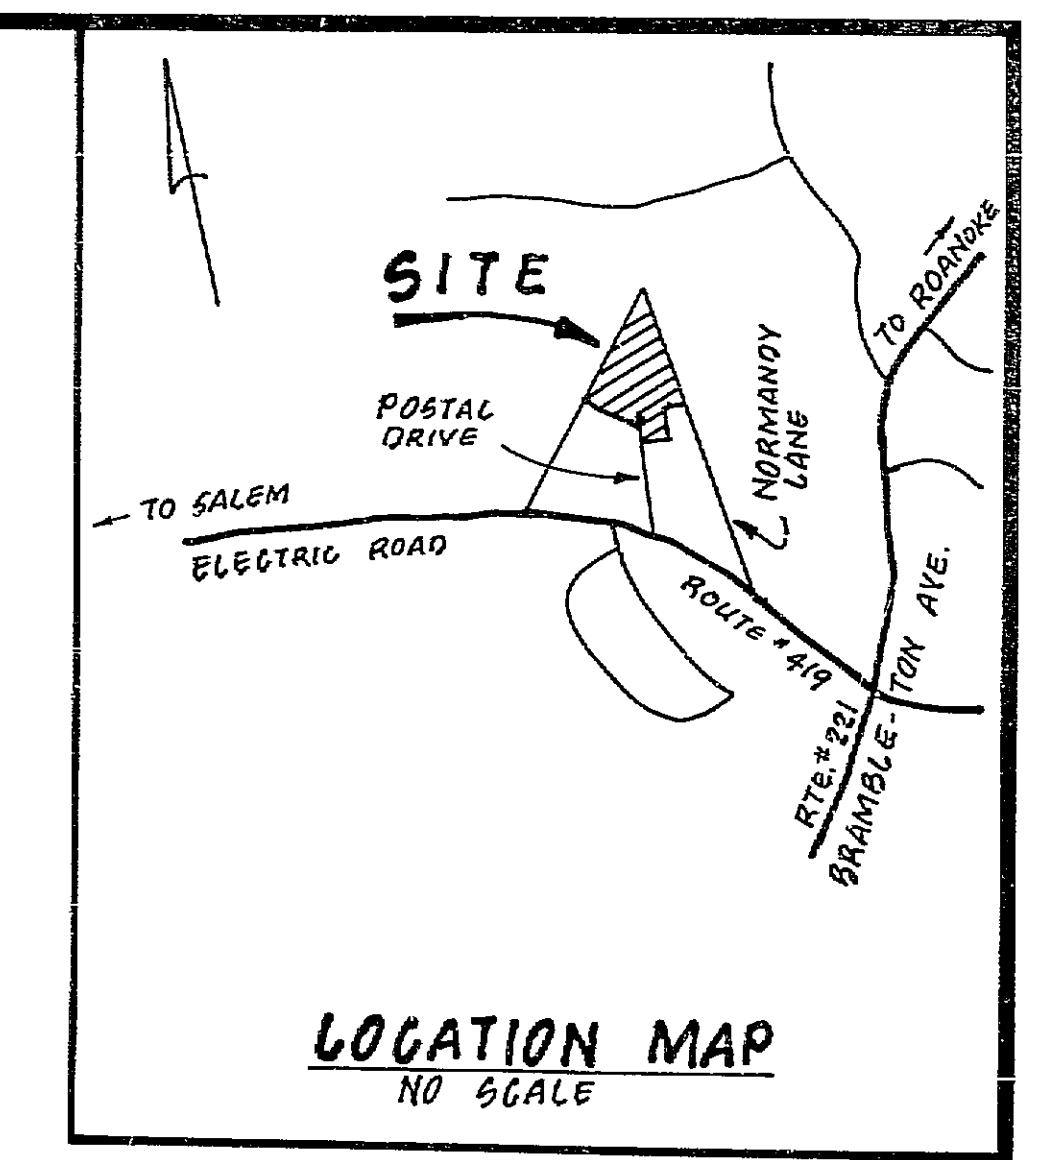 SITE
TO ROANOKE
POSTAL
DRIVE
NORMANDY
LANE
TO SALEM
ELECTRIC ROAD
ROUTE #419
RTE. #221
BRAMBLE-TON AVE.
LOCATION MAP
NO SCALE